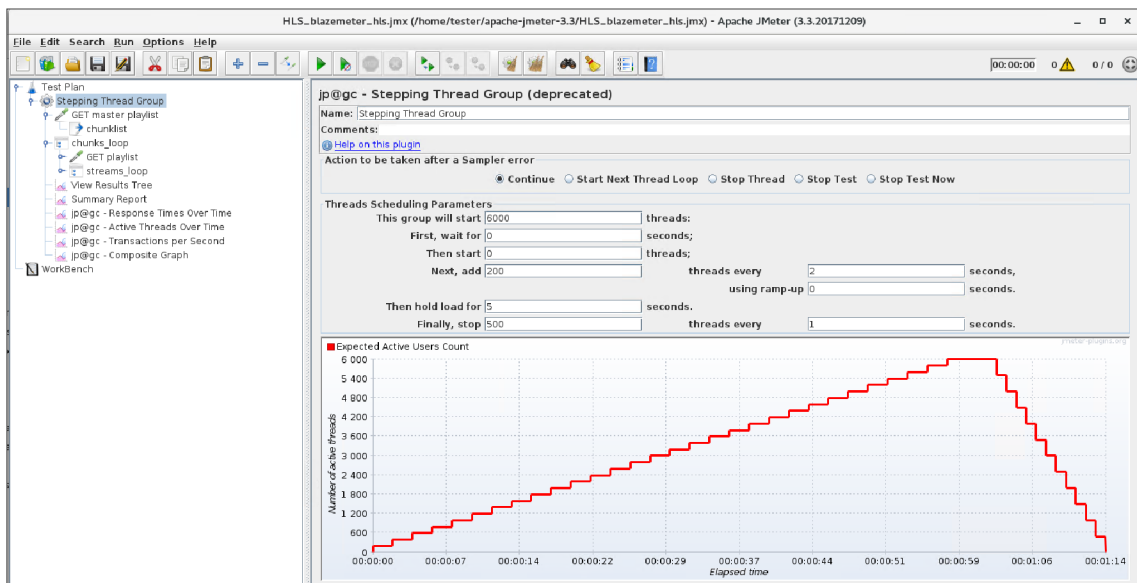 HLS_blazemeter_hls.jmx (/home/tester/apache-jmeter-3.3/HLS_blazemeter_hls.jmx) - Apache JMeter (3.3.20171209)
File Edit Search Run Options Help
00:00:00 0 0 / 0
Test Plan
Stepping Thread Group
GET master playlist
chunklist
chunks_loop
GET playlist
streams_loop
View Results Tree
Summary Report
jp@gc - Response Times Over Time
jp@gc - Active Threads Over Time
jp@gc - Transactions per Second
jp@gc - Composite Graph
WorkBench
jp@gc - Stepping Thread Group (deprecated)
Name: Stepping Thread Group
Comments:
Help on this plugin
Action to be taken after a Sampler error
Continue Start Next Thread Loop Stop Thread Stop Test Stop Test Now
Threads Scheduling Parameters
This group will start 6000 threads:
First, wait for 0 seconds;
Then start 0 threads;
Next, add 200 threads every 2 seconds,
using ramp-up 0 seconds.
Then hold load for 5 seconds.
Finally, stop 500 threads every 1 seconds.
jmeter-plugins.org
Expected Active Users Count
Number of active threads
6 000
5 400
4 800
4 200
3 600
3 000
2 400
1 800
1 200
600
0
00:00:00 00:00:07 00:00:14 00:00:22 00:00:29 00:00:37 00:00:44 00:00:51 00:00:59 00:01:06 00:01:14
Elapsed time